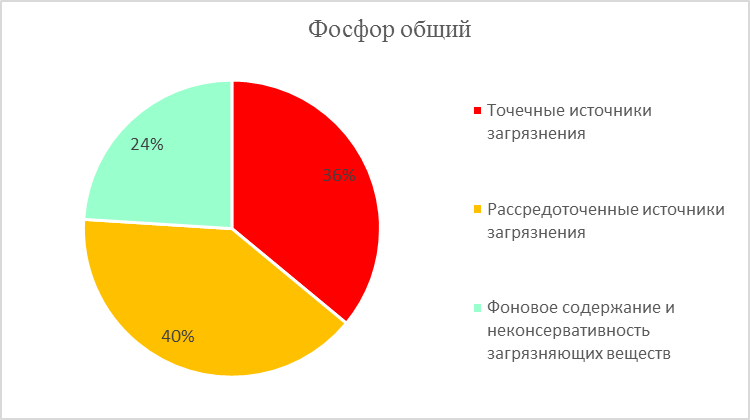 Фосфор общий
24%
36%
40%
Точечные источники
загрязнения
Рассредоточенные источники
загрязнения
Фоновое содержание и
неконсервативность
загрязняющих веществ